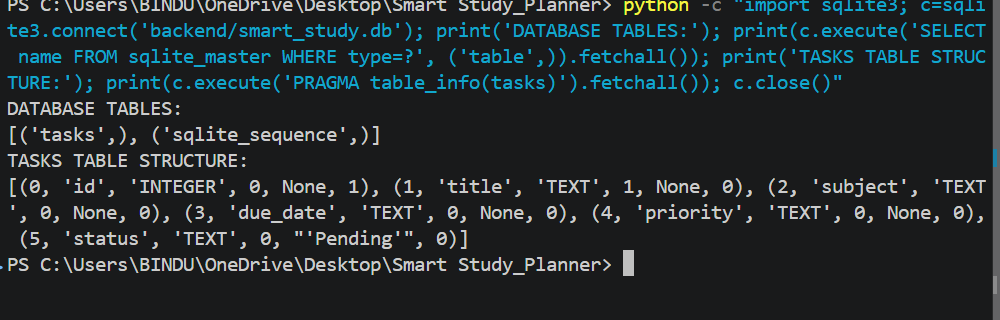 PS C:\Users\BINDU\OneDrive\Desktop\Smart Study_Planner> python -c "import sqlite3; c=sqli
te3.connect('backend/smart_study.db'); print('DATABASE TABLES:'); print(c.execute('SELECT
 name FROM sqlite_master WHERE type=?', ('table',)).fetchall()); print('TASKS TABLE STRUC
TURE:'); print(c.execute('PRAGMA table_info(tasks)').fetchall()); c.close()"
DATABASE TABLES:
[('tasks',), ('sqlite_sequence',)]
TASKS TABLE STRUCTURE:
[(0, 'id', 'INTEGER', 0, None, 1), (1, 'title', 'TEXT', 1, None, 0), (2, 'subject', 'TEXT
', 0, None, 0), (3, 'due_date', 'TEXT', 0, None, 0), (4, 'priority', 'TEXT', 0, None, 0),
 (5, 'status', 'TEXT', 0, "'Pending'", 0)]
PS C:\Users\BINDU\OneDrive\Desktop\Smart Study_Planner>